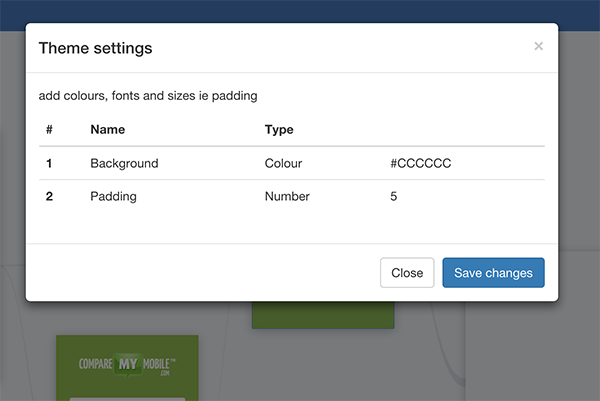 Theme settings ×
add colours, fonts and sizes ie padding
# Name Type
1 Background Colour #CCCCCC
2 Padding Number 5
Close Save changes
COMPARE MY MOBILE™
.COM